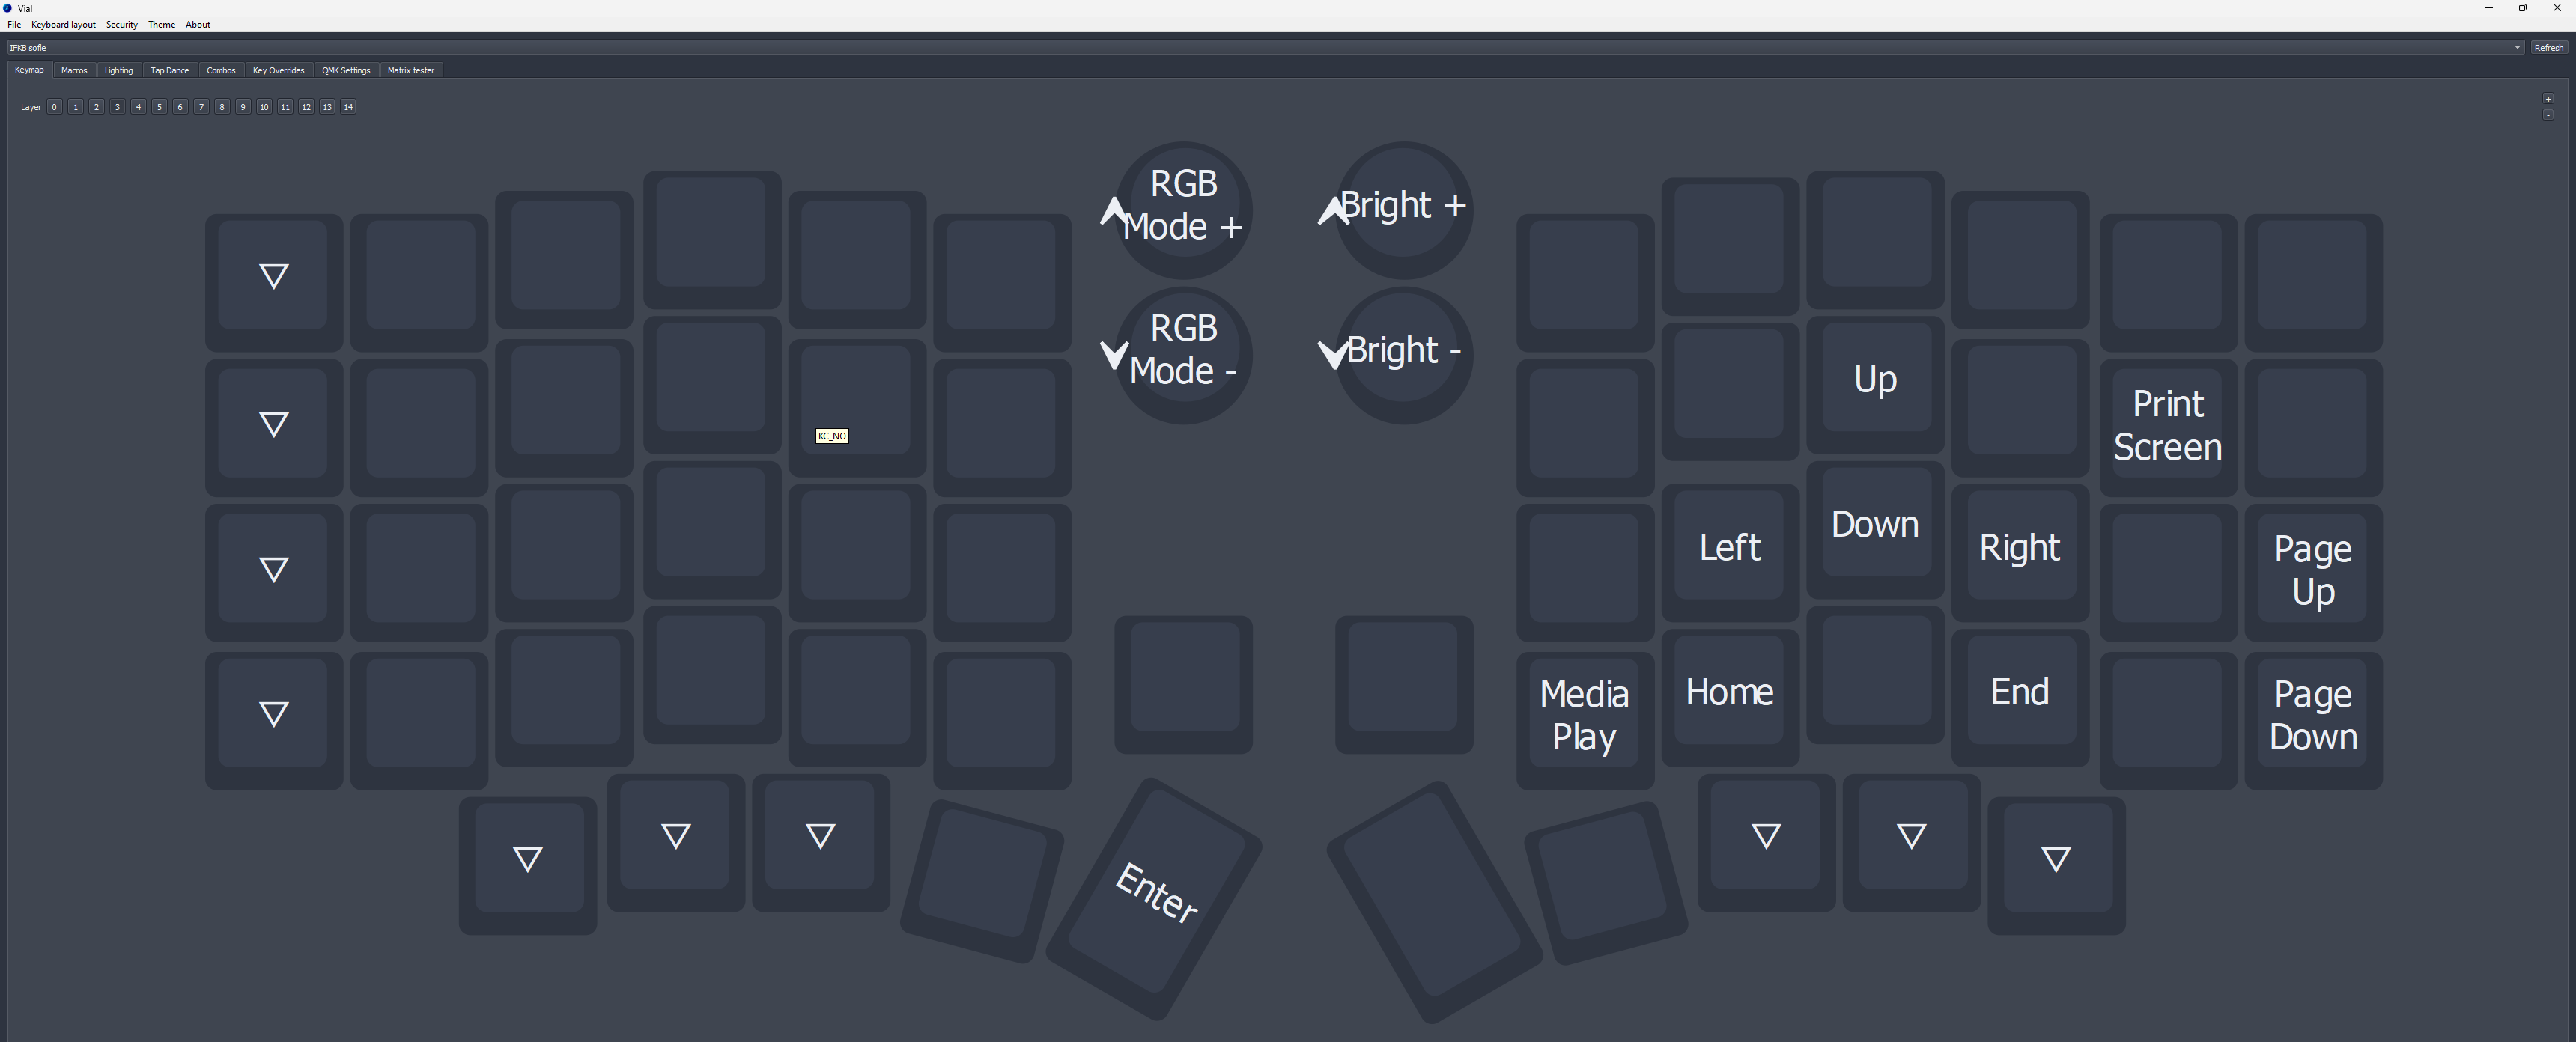 Vial
File Keyboard layout Security Theme About
IFKB sofle Refresh
Keymap Macros Lighting Tap Dance Combos Key Overrides QMK Settings Matrix tester
Layer 0 1 2 3 4 5 6 7 8 9 10 11 12 13 14
+
-
RGB
Mode +
Bright +
RGB
Mode -
Bright -
Up
Print
Screen
KC_NO
Left
Down
Right
Page
Up
Media
Play
Home
End
Page
Down
Enter